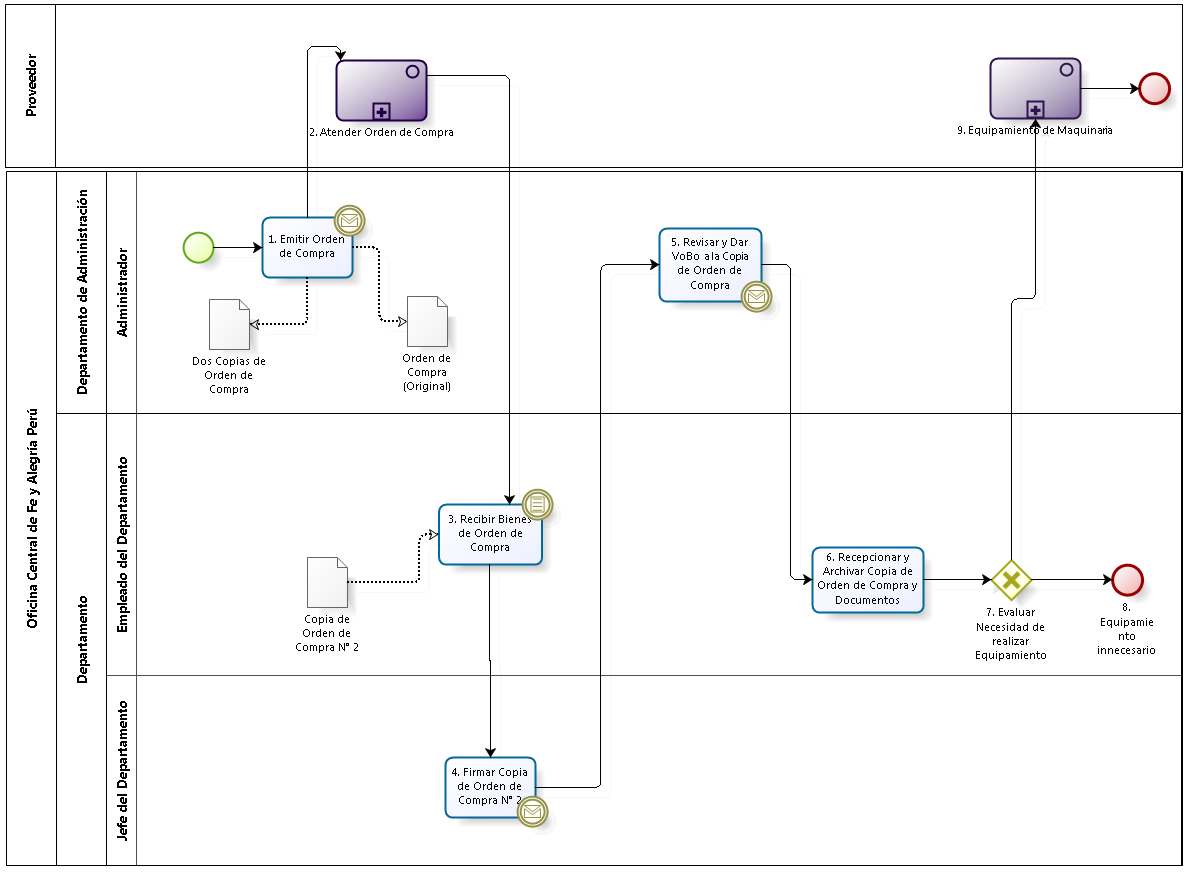 Proveedor
2. Atender Orden de Compra
9. Equipamiento de Maquinaria
Oficina Central de Fe y Alegría Perú
Departamento de Administración
Administrador
1. Emitir Orden
de Compra
Dos Copias de
Orden de
Compra
Orden de
Compra
(Original)
5. Revisar y Dar
VoBo a la Copia
de Orden de
Compra
Departamento
Empleado del Departamento
3. Recibir Bienes
de Orden de
Compra
Copia de
Orden de
Compra N° 2
6. Recepcionar y
Archivar Copia de
Orden de Compra y
Documentos
7. Evaluar
Necesidad de
realizar
Equipamiento
8.
Equipamie
nto
innecesario
Jefe del Departamento
4. Firmar Copia
de Orden de
Compra N° 2